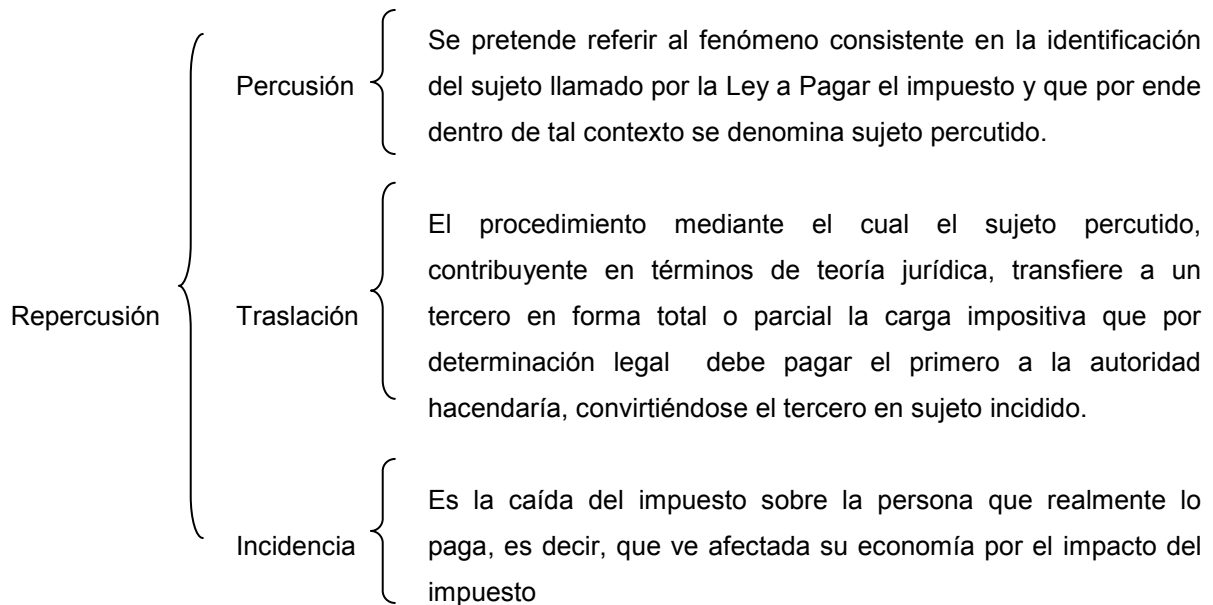 Se pretende referir al fenómeno consistente en la identificación
Percusión
del sujeto llamado por la Ley a Pagar el impuesto y que por ende
dentro de tal contexto se denomina sujeto percutido.
El procedimiento mediante el cual el sujeto percutido,
contribuyente en términos de teoría jurídica, transfiere a un
Repercusión
Traslación
tercero en forma total o parcial la carga impositiva que por
determinación legal debe pagar el primero a la autoridad
hacendaría, convirtiéndose el tercero en sujeto incidido.
Es la caída del impuesto sobre la persona que realmente lo
Incidencia
paga, es decir, que ve afectada su economía por el impacto del
impuesto